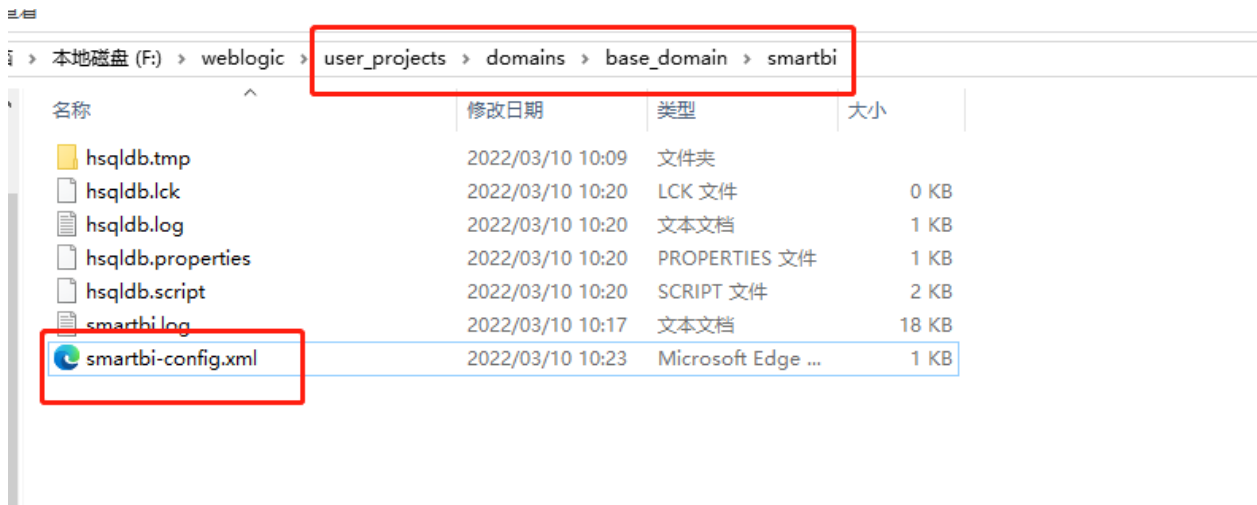 本地磁盘 (F:) > weblogic > user_projects > domains > base_domain > smartbi
名称 修改日期 类型 大小
hsqldb.tmp 2022/03/10 10:09 文件夹
hsqldb.lck 2022/03/10 10:20 LCK 文件 0 KB
hsqldb.log 2022/03/10 10:20 文本文档 1 KB
hsqldb.properties 2022/03/10 10:20 PROPERTIES 文件 1 KB
hsqldb.script 2022/03/10 10:20 SCRIPT 文件 2 KB
smartbi.log 2022/03/10 10:17 文本文档 18 KB
smartbi-config.xml 2022/03/10 10:23 Microsoft Edge ... 1 KB